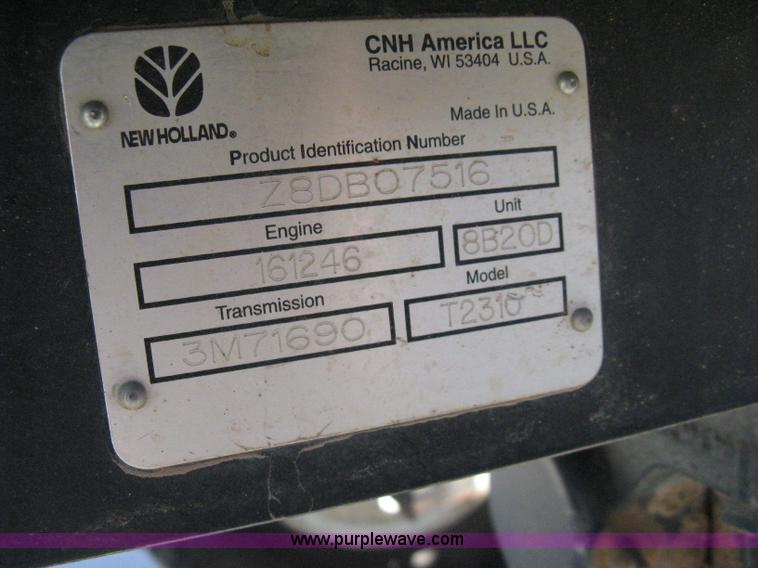 CNH America LLC
Racine, WI 53404 U.S.A.
NEW HOLLAND®
Made In U.S.A.
Product Identification Number
Z8DB07516
Engine
161246
Unit
8B20D
Transmission
3M71690
Model
T2310
www.purplewave.com